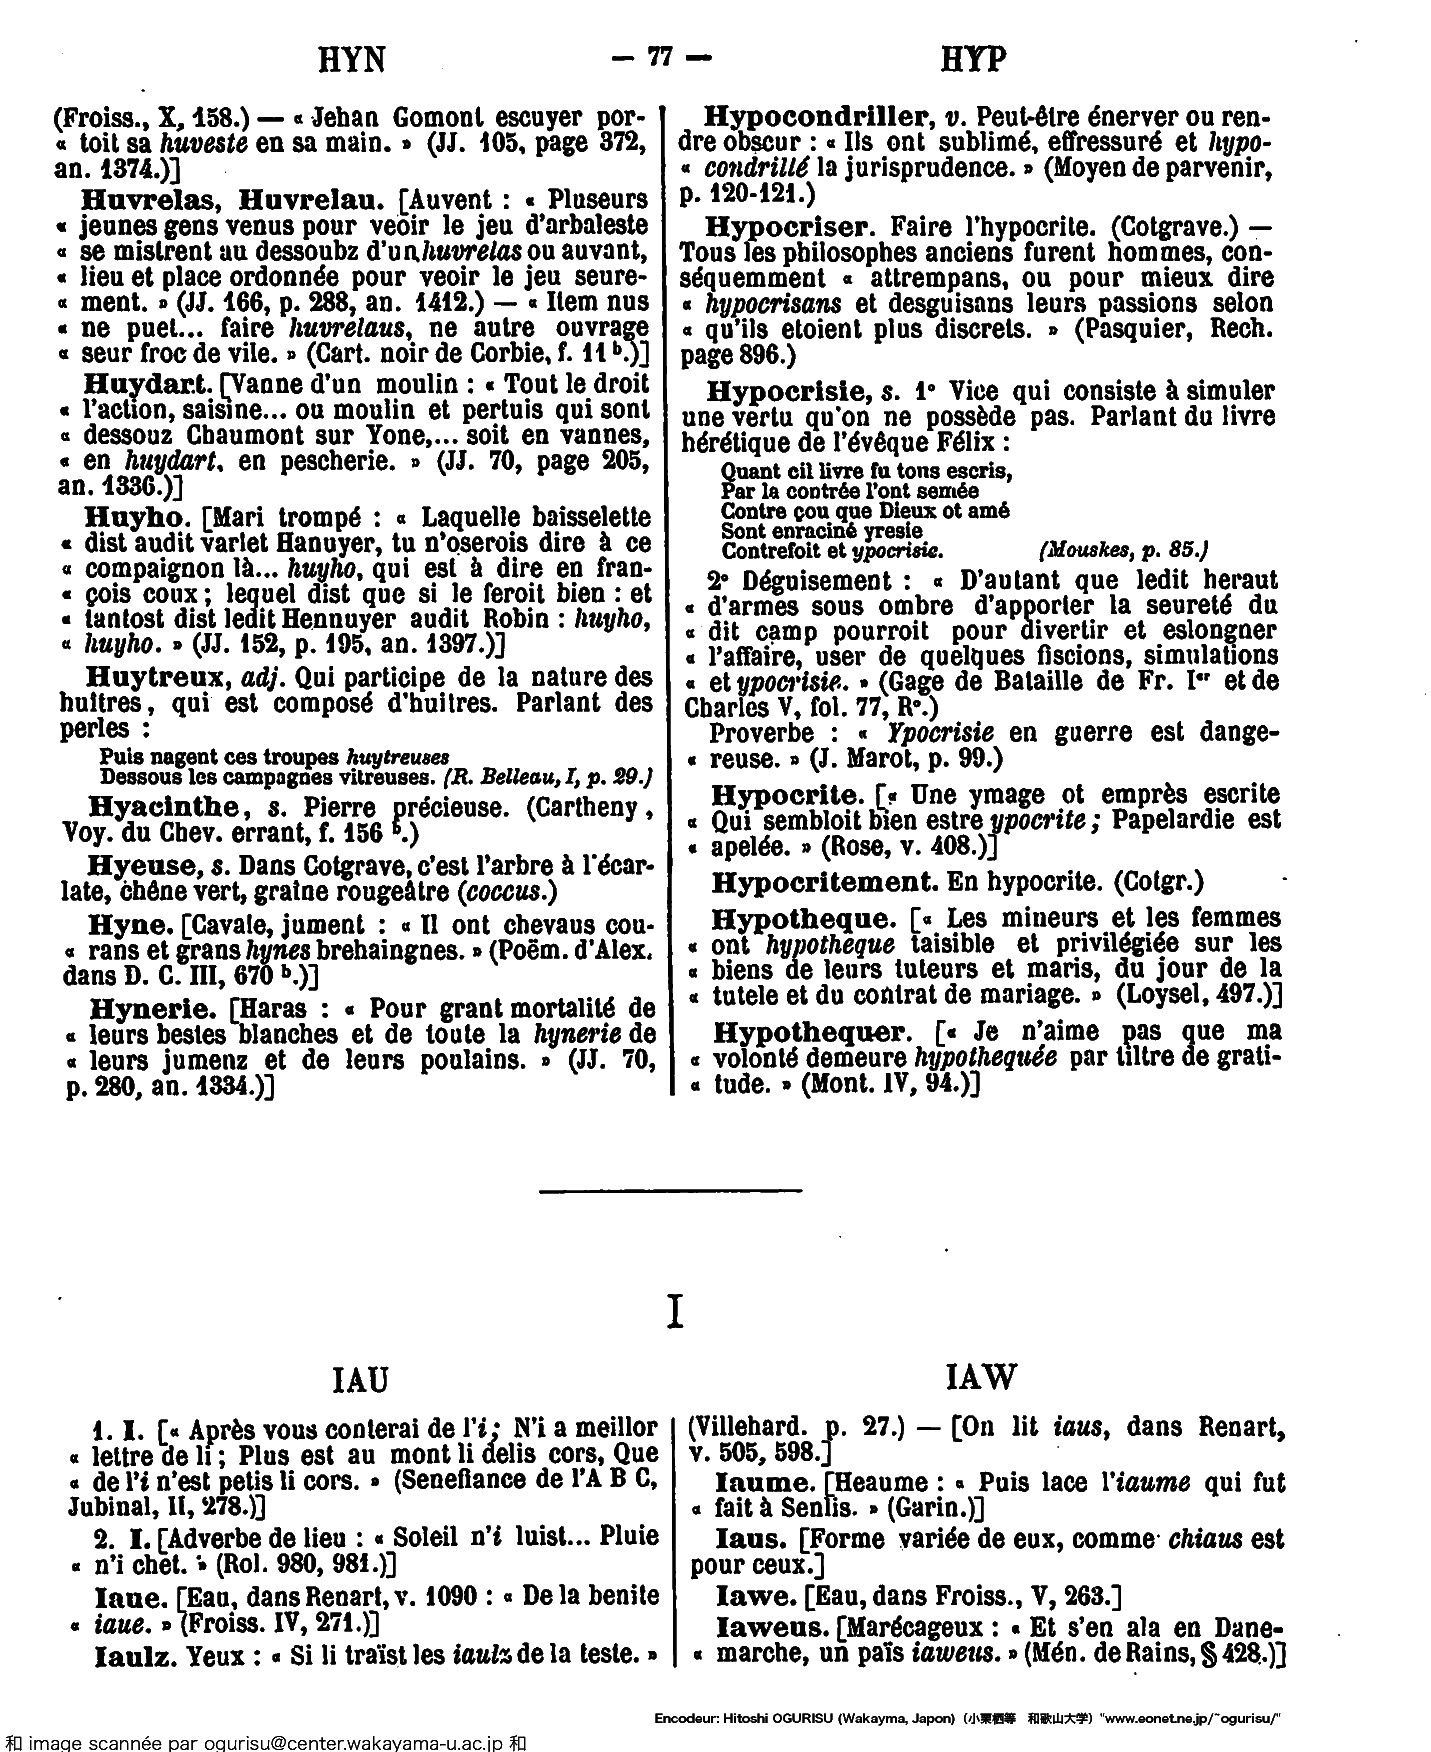 HYN
— 77 —
HYP
(Froiss., X, 158.) — « Jehan Gomont escuyer por-
« toit sa huveste en sa main. » (JJ. 105, page 372,
an. 1374.)]
Huvrelas, Huvrelau. [Auvent : « Pluseurs
« jeunes gens venus pour veoir le jeu d'arbaleste
« se mistrent au dessoubz d'un huvrelas ou auvant,
« lieu et place ordonnée pour veoir le jeu seure-
« ment. » (JJ. 166, p. 288, an. 1412.) — « Item nus
« ne puet... faire huvrelaus, ne autre ouvrage
« seur froc de vile. » (Cart. noir de Corbie, f. 11 b.)]
Huydart. [Vanne d'un moulin : « Tout le droit
« l'action, saisine... ou moulin et pertuis qui sont
« dessouz Chaumont sur Yone,... soit en vannes,
« en huydart, en pescherie. » (JJ. 70, page 205,
an. 1336.)]
Huyho. [Mari trompé : « Laquelle baisselette
« dist audit varlet Hanuyer, tu n'oserois dire à ce
« compaignon là... huyho, qui est à dire en fran-
« çois coux ; lequel dist que si le feroit bien : et
« tantost dist ledit Hennuyer audit Robin : huyho,
« huyho. » (JJ. 152, p. 195, an. 1397.)]
Huytreux, adj. Qui participe de la nature des
huitres, qui est composé d'huitres. Parlant des
perles :
Puis nagent ces troupes huytreuses
Dessous les campagnes vitreuses. (R. Belleau, I, p. 29.)
Hyacinthe, s. Pierre précieuse. (Cartheny,
Voy. du Chev. errant, f. 156 b.)
Hyeuse, s. Dans Cotgrave, c'est l'arbre à l'écar-
late, chêne vert, graine rougeâtre (coccus.)
Hyne. [Cavale, jument : « Il ont chevaus cou-
« rans et grans hynes brehaingnes. » (Poëm. d'Alex.
dans D. C. III, 670 b.)]
Hynerie. [Haras : « Pour grant mortalité de
« leurs bestes blanches et de toute la hynerie de
« leurs jumenz et de leurs poulains. » (JJ. 70,
p. 280, an. 1334.)]
Hypocondriller, v. Peut-être énerver ou ren-
dre obscur : « Ils ont sublimé, effressuré et hypo-
« condrillé la jurisprudence. » (Moyen de parvenir,
p. 120-121.)
Hypocriser. Faire l'hypocrite. (Cotgrave.) —
Tous les philosophes anciens furent hommes, con-
séquemment « attrempans, ou pour mieux dire
« hypocrisans et desguisans leurs passions selon
« qu'ils etoient plus discrets. » (Pasquier, Rech.
page 896.)
Hypocrisie, s. 1° Vice qui consiste à simuler
une vertu qu'on ne possède pas. Parlant du livre
hérétique de l'évêque Félix :
Quant cil livre fu tous escris,
Par la contrée l'ont semée
Contre çou que Dieux ot amé
Sont enraciné yresie
Contrefoit et ypocrisie. (Mouskes, p. 85.)
2° Déguisement : « D'autant que ledit heraut
« d'armes sous ombre d'apporter la seureté du
« dit camp pourroit pour divertir et eslongner
« l'affaire, user de quelques fiscions, simulations
« et ypocrisie. » (Gage de Bataille de Fr. Ier et de
Charles V, fol. 77, R°.)
Proverbe : « Ypocrisie en guerre est dange-
« reuse. » (J. Marot, p. 99.)
Hypocrite. [« Une ymage ot emprès escrite
« Qui sembloit bien estre ypocrite ; Papelardie est
« apelée. » (Rose, v. 408.)]
Hypocritement. En hypocrite. (Cotgr.)
Hypotheque. [« Les mineurs et les femmes
« ont hypotheque taisible et privilégiée sur les
« biens de leurs tuteurs et maris, du jour de la
« tutele et du contrat de mariage. » (Loysel, 497.)]
Hypothequer. [« Je n'aime pas que ma
« volonté demeure hypothequée par tiltre de grati-
« tude. » (Mont. IV, 94.)]
I
IAU
IAW
1. I. [« Après vous conterai de l'i ; N'i a meillor
« lettre de li ; Plus est au mont li delis cors, Que
« de l'i n'est petis li cors. » (Senefiance de l'A B C,
Jubinal, II, 278.)]
2. I. [Adverbe de lieu : « Soleil n'i luist... Pluie
« n'i chet. » (Rol. 980, 981.)]
Iaue. [Eau, dans Renart, v. 1090 : « De la benite
« iaue. » (Froiss. IV, 271.)]
Iaulz. Yeux : « Si li traïst les iaulz de la teste. »
(Villehard. p. 27.) — [On lit iaus, dans Renart,
v. 505, 598.]
Iaume. [Heaume : « Puis lace l'iaume qui fut
« fait à Senlis. » (Garin.)]
Iaus. [Forme variée de eux, comme chiaus est
pour ceux.]
Iawe. [Eau, dans Froiss., V, 263.]
Iaweus. [Marécageux : « Et s'en ala en Dane-
« marche, un païs iaweus. » (Mén. de Rains, § 428.)]
Encodeur: Hitoshi OGURISU (Wakayma, Japon) (小栗栖等 和歌山大学) "www.eonet.ne.jp/~ogurisu/"
和 image scannée par ogurisu@center.wakayama-u.ac.jp 和